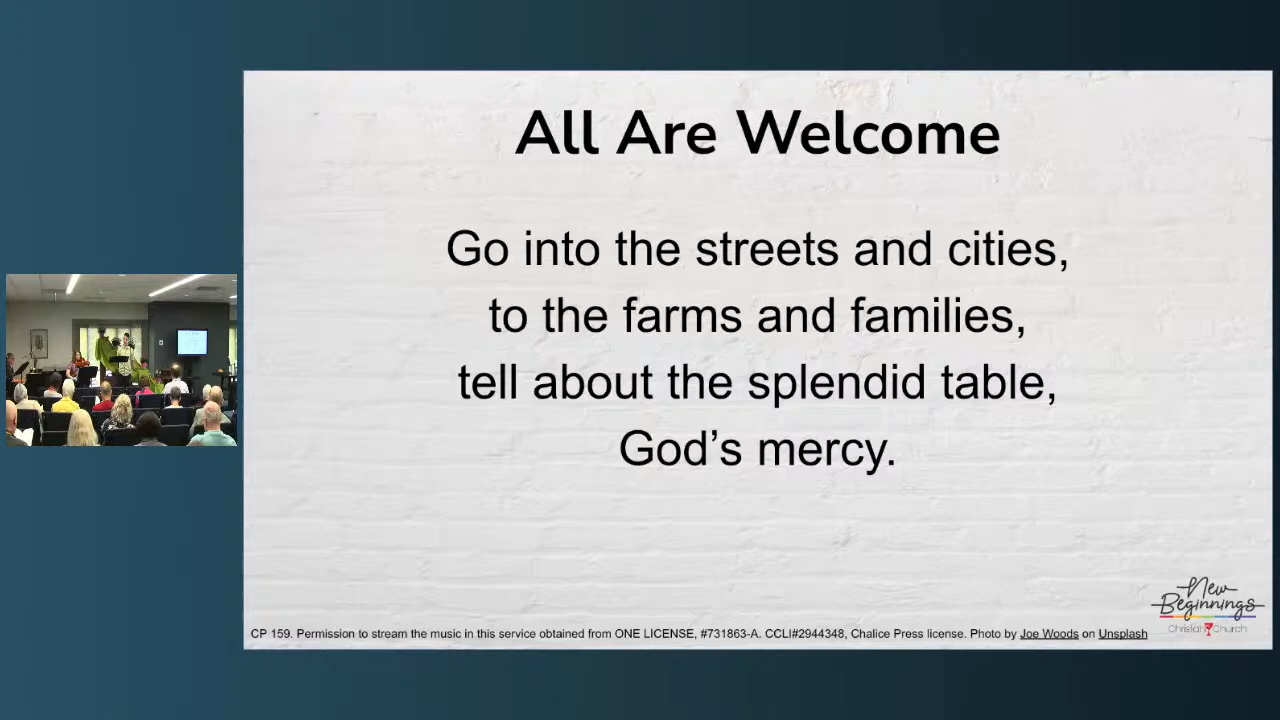 All Are Welcome
Go into the streets and cities,
to the farms and families,
tell about the splendid table,
God’s mercy.
New
Beginnings
Christian Church
CP 159. Permission to stream the music in this service obtained from ONE LICENSE, #731863-A. CCLI#2944348, Chalice Press license. Photo by Joe Woods on Unsplash